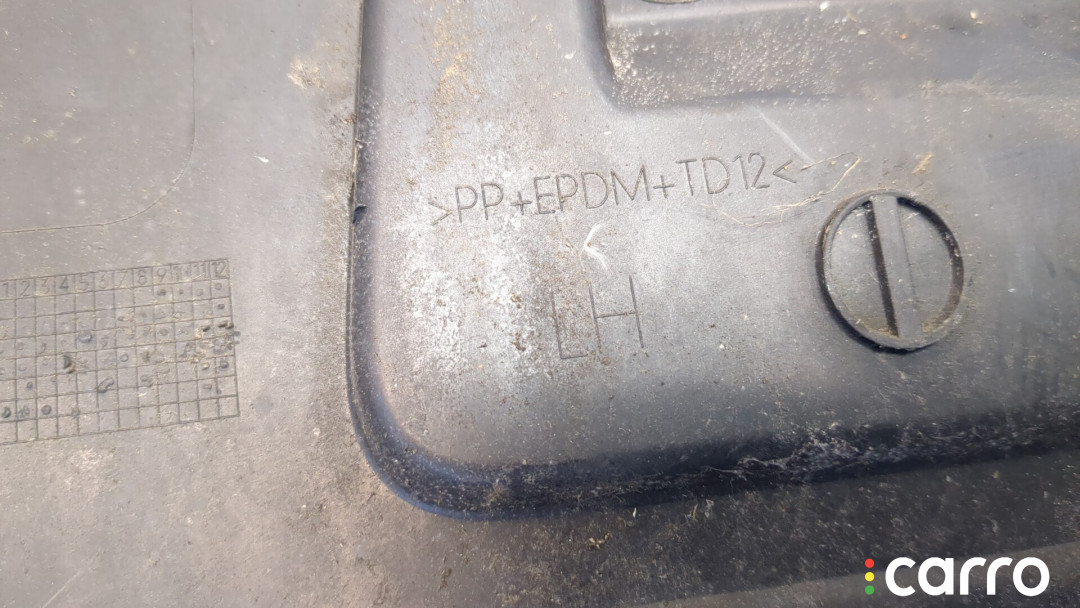 >PP+EPDM+TD12<
LH
1 2 3 4 5 6 7 8 9 10 11 12
carro